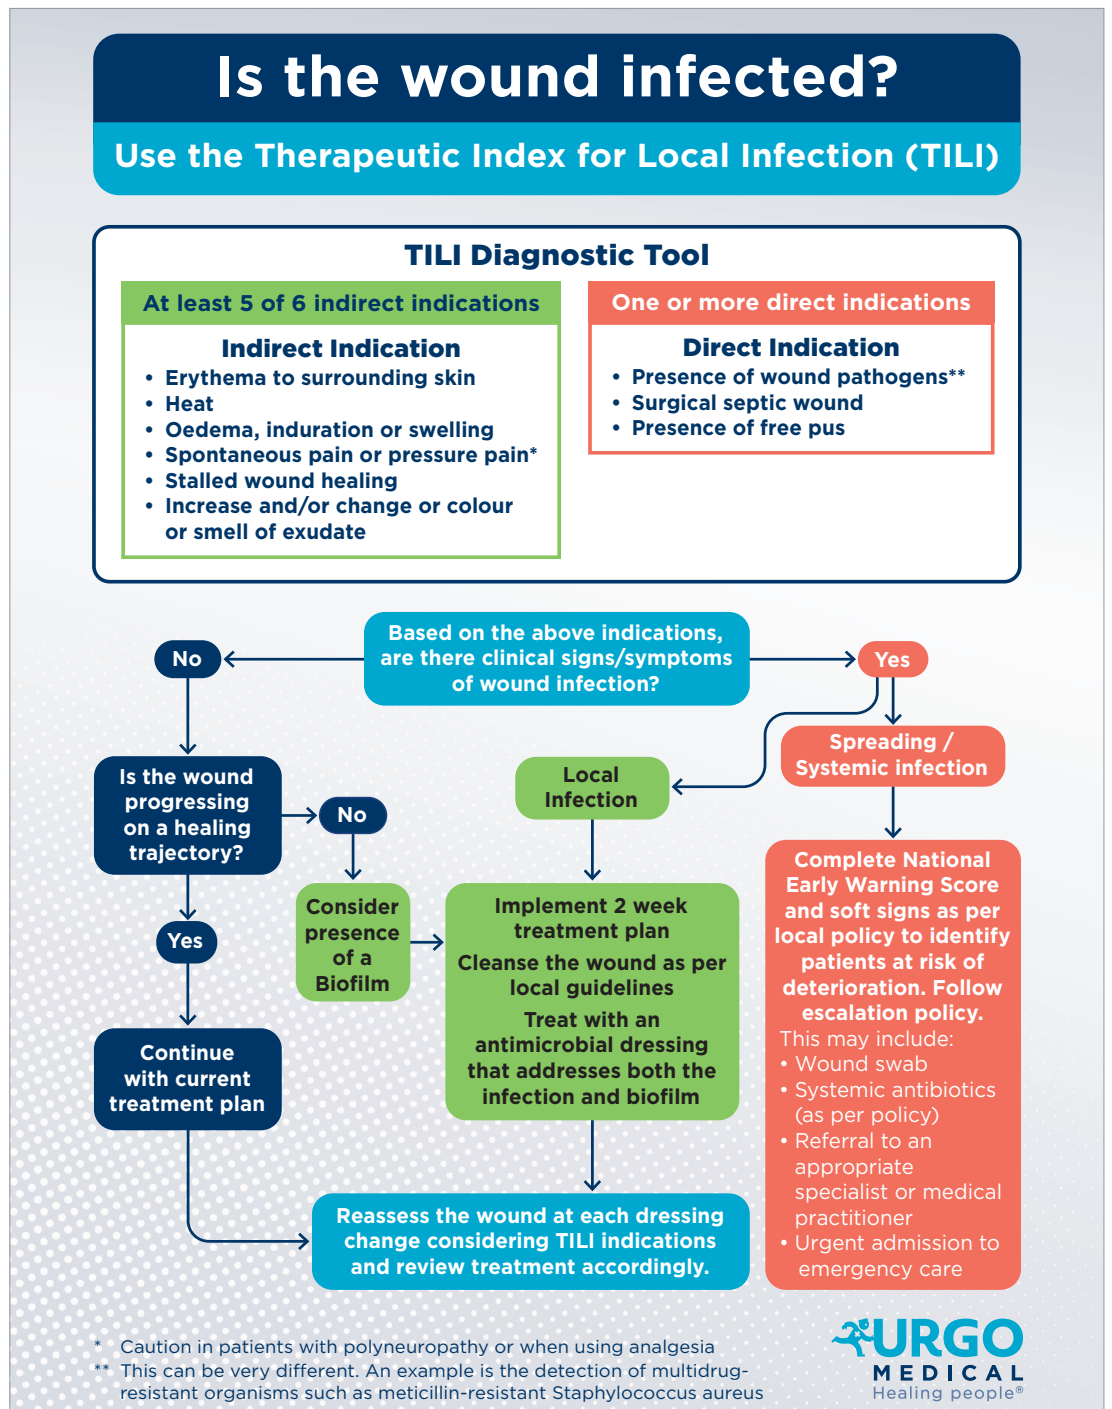 Is the wound infected?
Use the Therapeutic Index for Local Infection (TILI)
TILI Diagnostic Tool
At least 5 of 6 indirect indications
Indirect Indication
• Erythema to surrounding skin
• Heat
• Oedema, induration or swelling
• Spontaneous pain or pressure pain*
• Stalled wound healing
• Increase and/or change or colour
or smell of exudate
One or more direct indications
Direct Indication
• Presence of wound pathogens**
• Surgical septic wound
• Presence of free pus
Based on the above indications,
are there clinical signs/symptoms
of wound infection?
No
Yes
Is the wound
progressing
on a healing
trajectory?
No
Yes
Continue
with current
treatment plan
Consider
presence
of a
Biofilm
Local
Infection
Implement 2 week
treatment plan
Cleanse the wound as per
local guidelines
Treat with an
antimicrobial dressing
that addresses both the
infection and biofilm
Spreading /
Systemic infection
Complete National
Early Warning Score
and soft signs as per
local policy to identify
patients at risk of
deterioration. Follow
escalation policy.
This may include:
• Wound swab
• Systemic antibiotics
(as per policy)
• Referral to an
appropriate
specialist or medical
practitioner
• Urgent admission to
emergency care
Reassess the wound at each dressing
change considering TILI indications
and review treatment accordingly.
* Caution in patients with polyneuropathy or when using analgesia
** This can be very different. An example is the detection of multidrug-
resistant organisms such as meticillin-resistant Staphylococcus aureus
URGO
MEDICAL
Healing people®